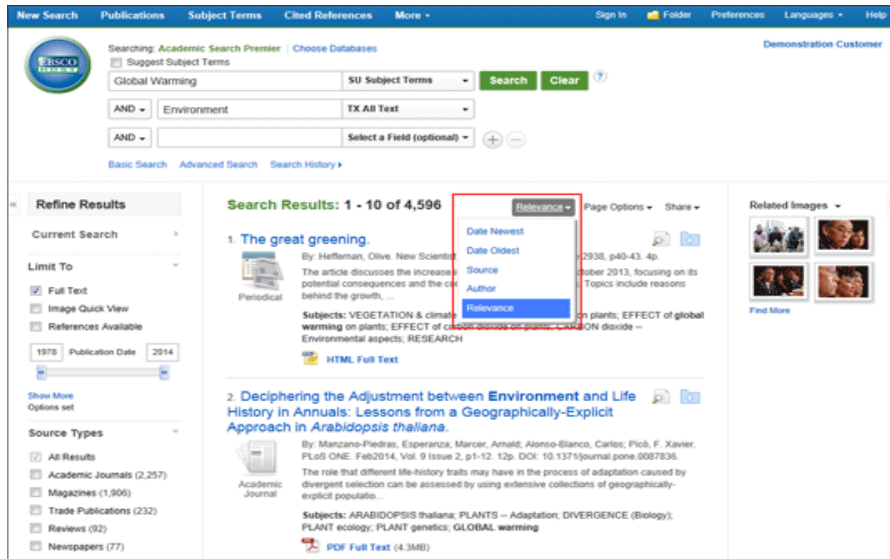 New Search Publications Subject Terms Cited References More Sign In Folder Preferences Languages Help
EBSCO HOST
Searching: Academic Search Premier Choose Databases Demonstration Customer
Suggest Subject Terms
Global Warming SU Subject Terms Search Clear ?
AND Environment TX All Text
AND Select a Field (optional)
Basic Search Advanced Search Search History
Refine Results
Current Search
Limit To
Full Text
Image Quick View
References Available
1978 Publication Date 2014
Show More
Options set
Source Types
All Results
Academic Journals (2,257)
Magazines (1,906)
Trade Publications (232)
Reviews (92)
Newspapers (77)
Search Results: 1 - 10 of 4,596 Relevance Page Options Share
Date Newest
Date Oldest
Source
Author
Relevance
1. The great greening.
By: Heffernan, Olive. New Scientist 2938, p40-43. 4p.
Periodical
The article discusses the increase October 2013, focusing on its
potential consequences and the Topics include reasons
behind the growth, ...
Subjects: VEGETATION & climate on plants; EFFECT of global
warming on plants; EFFECT of carbon dioxide on plants; CARBON dioxide --
Environmental aspects; RESEARCH
HTML Full Text
2. Deciphering the Adjustment between Environment and Life
History in Annuals: Lessons from a Geographically-Explicit
Approach in Arabidopsis thaliana.
By: Manzano-Piedras, Esperanza; Marcer, Arnald; Alonso-Blanco, Carlos; Picó, F. Xavier.
PLoS ONE. Feb2014, Vol. 9 Issue 2, p1-12. 12p. DOI: 10.1371/journal.pone.0087836.
Academic
Journal
The role that different life-history traits may have in the process of adaptation caused by
divergent selection can be assessed by using extensive collections of geographically-
explicit populatio...
Subjects: ARABIDOPSIS thaliana; PLANTS -- Adaptation; DIVERGENCE (Biology);
PLANT ecology; PLANT genetics; GLOBAL warming
PDF Full Text (4.3MB)
Related Images
Find More